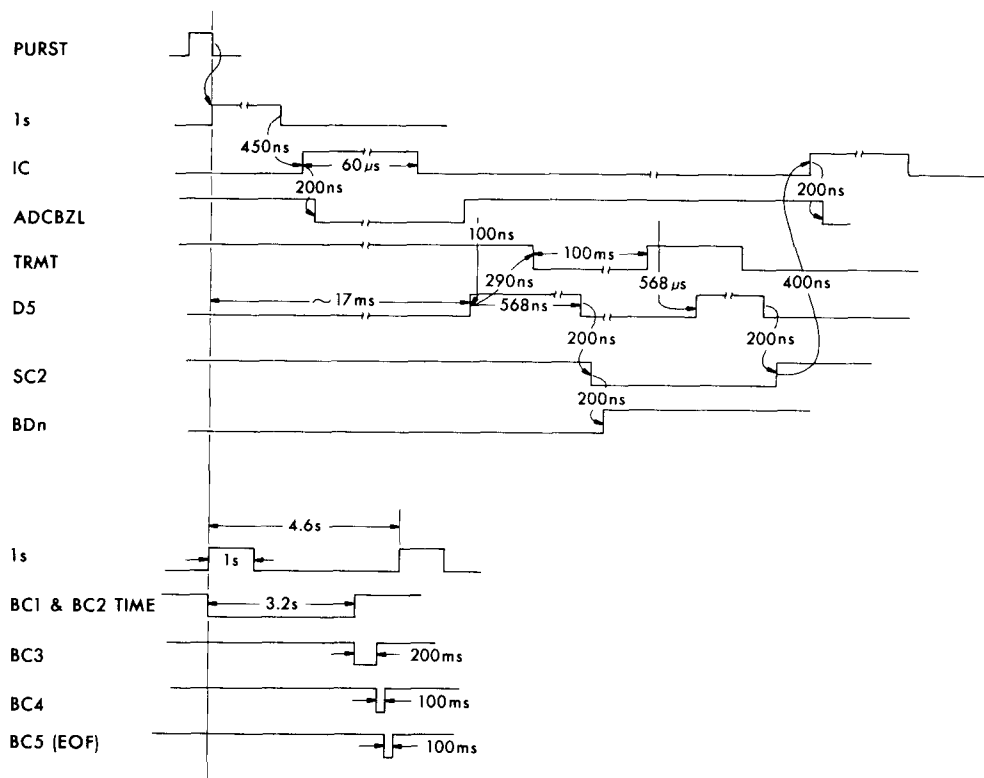 PURST
1s
450ns
IC
60μs
200ns
200ns
ADCBZL
100ns
TRMT
100ms
290ns
568μs
400ns
~17ms
D5
568ns
200ns
200ns
SC2
200ns
BDn
4.6s
1s
1s
BC1 & BC2 TIME
3.2s
BC3
200ms
BC4
100ms
BC5 (EOF)
100ms